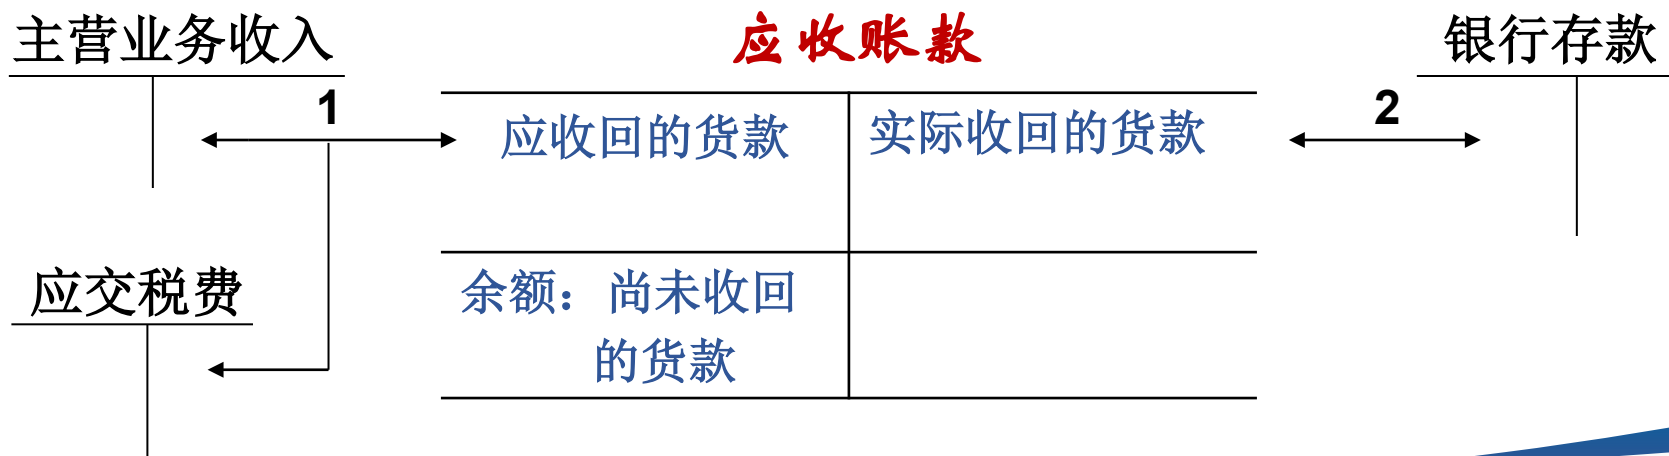 主营业务收入
应收账款
银行存款
1
2
应收回的货款
实际收回的货款
应交税费
余额：尚未收回
的货款